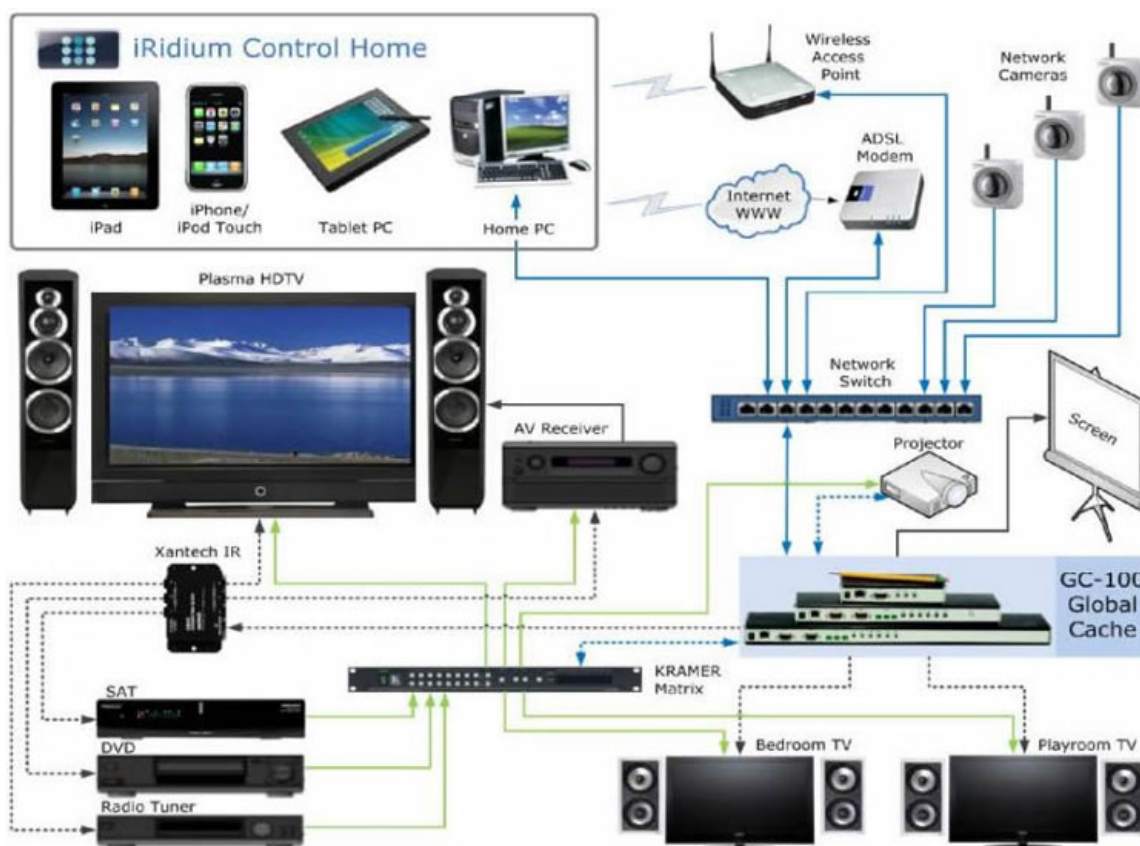 iRidium Control Home
iPad
iPhone/
iPod Touch
Tablet PC
Home PC
Wireless
Access
Point
Network
Cameras
ADSL
Modem
Internet
WWW
Plasma HDTV
Network
Switch
AV Receiver
Projector
Screen
Xantech IR
GC-100
Global
Cache
KRAMER
Matrix
SAT
DVD
Radio Tuner
Bedroom TV
Playroom TV